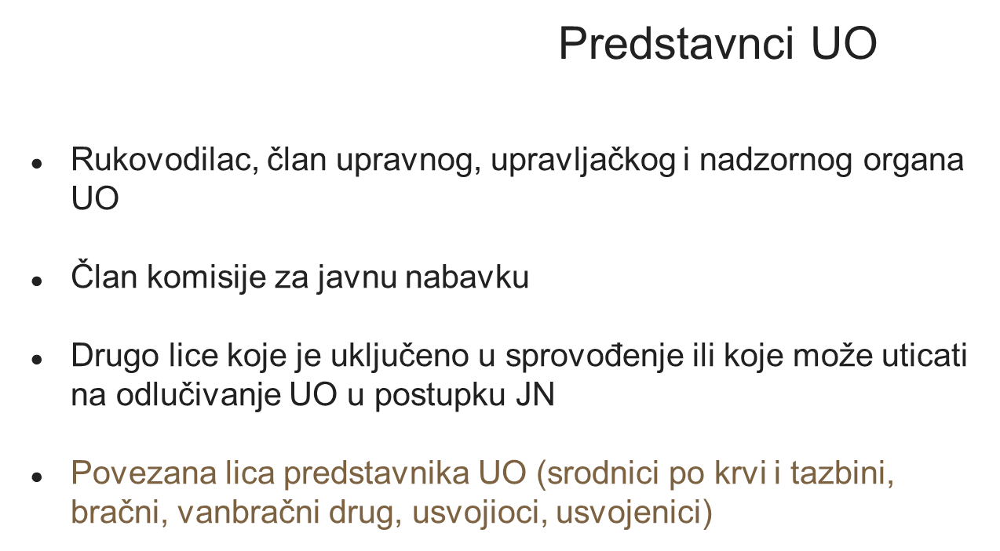 Predstavnci UO
● Rukovodilac, član upravnog, upravljačkog i nadzornog organa
UO
● Član komisije za javnu nabavku
● Drugo lice koje je uključeno u sprovođenje ili koje može uticati
na odlučivanje UO u postupku JN
● Povezana lica predstavnika UO (srodnici po krvi i tazbini,
bračni, vanbračni drug, usvojioci, usvojenici)